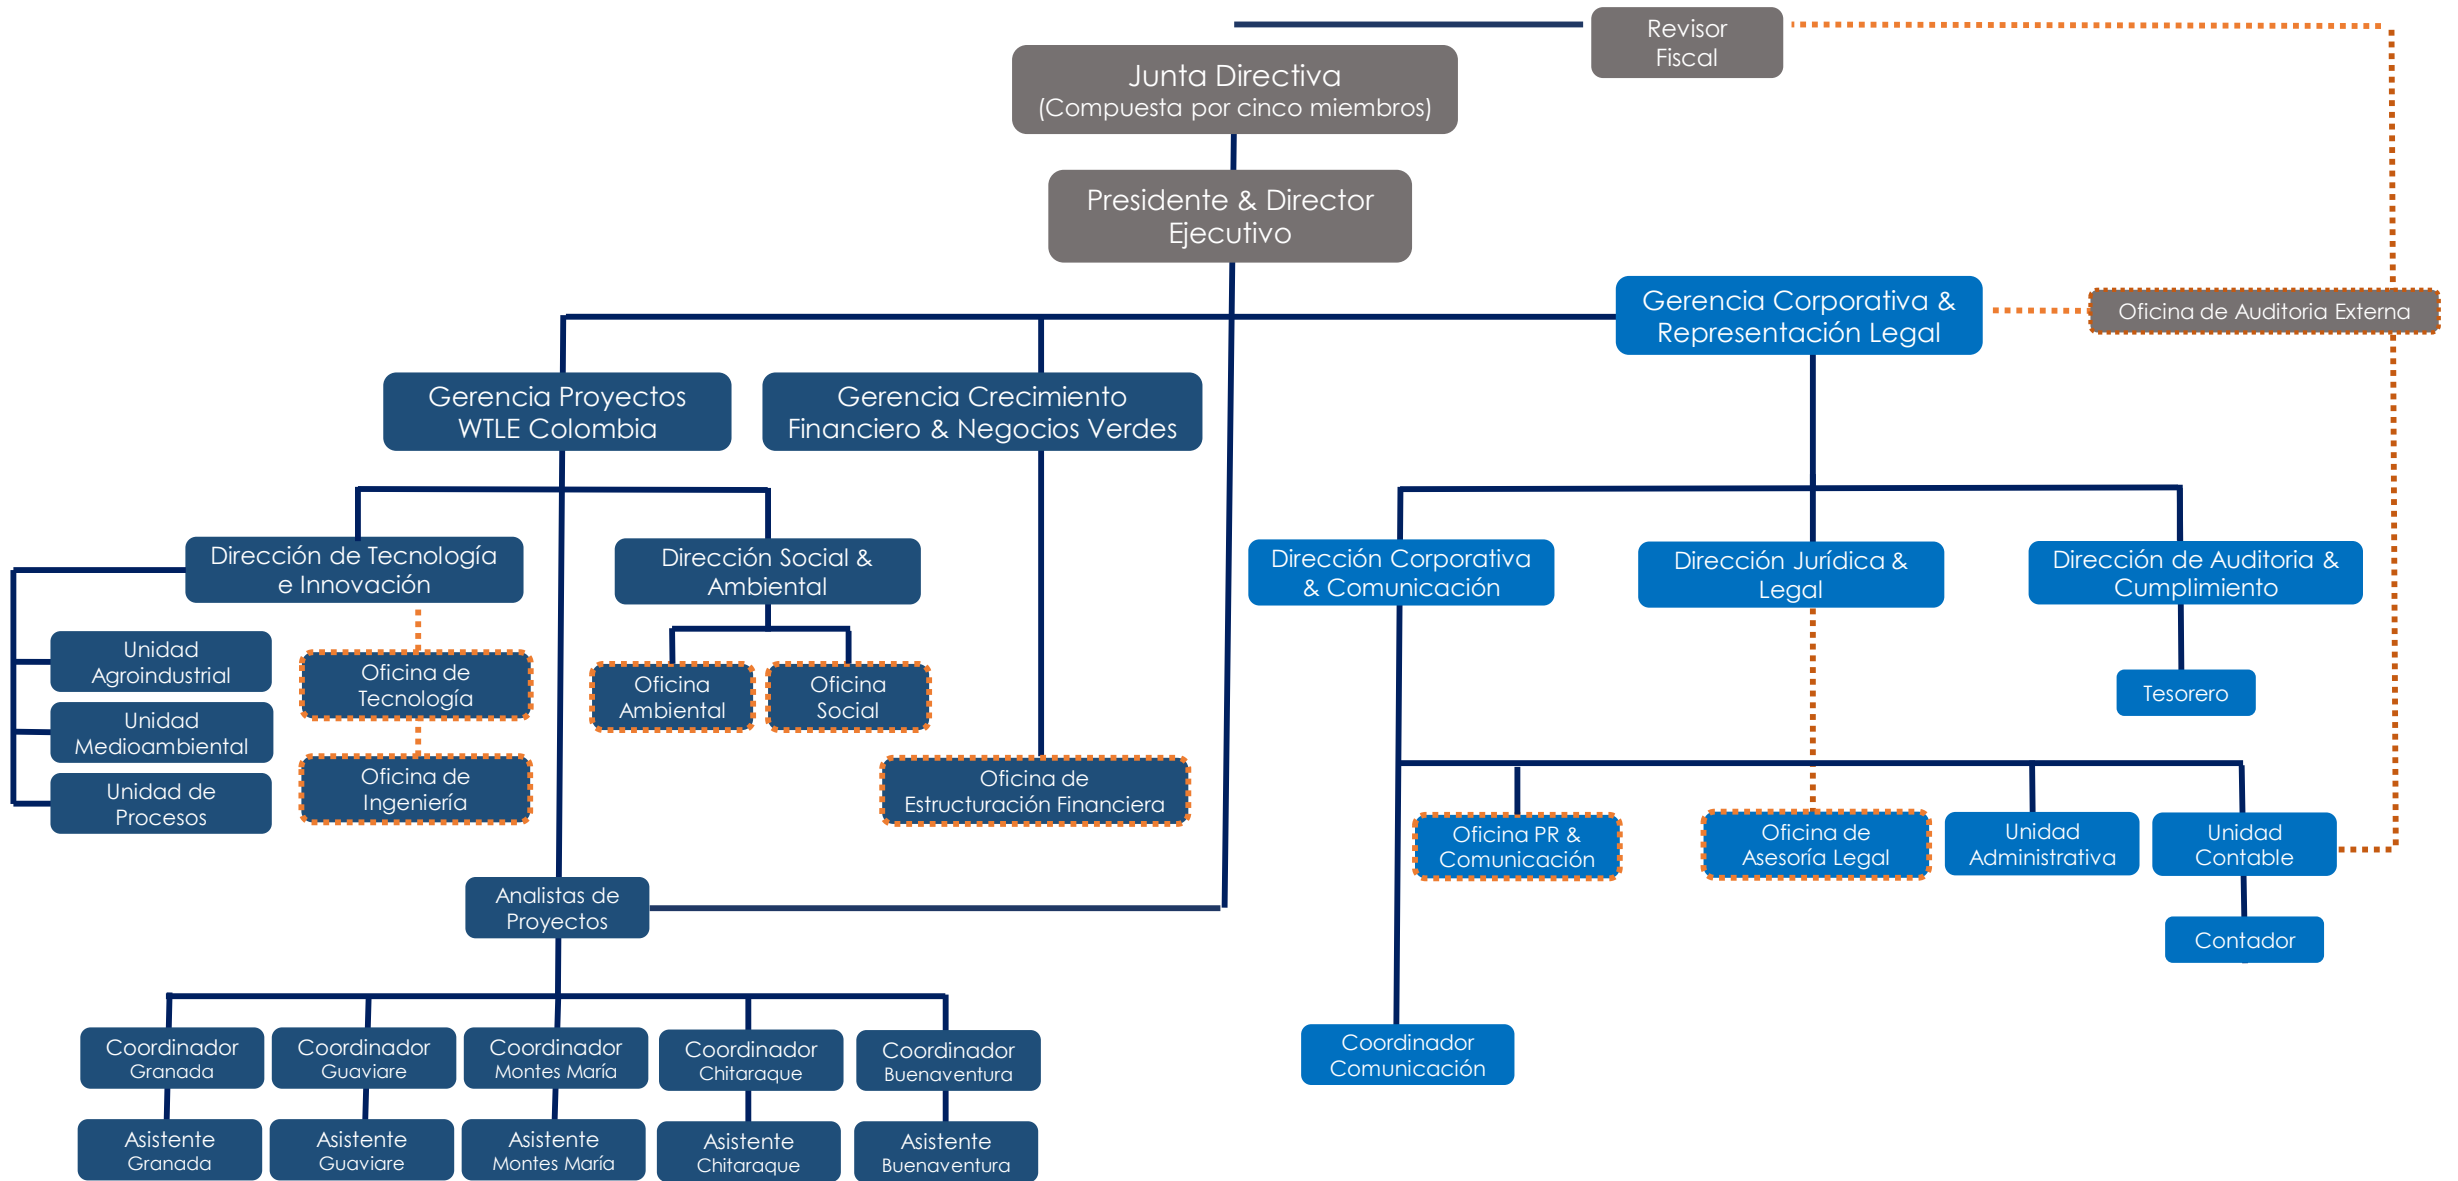 Revisor
Fiscal
Junta Directiva
(Compuesta por cinco miembros)
Presidente & Director
Ejecutivo
Gerencia Corporativa &
Representación Legal
Oficina de Auditoria Externa
Gerencia Proyectos
WTLE Colombia
Gerencia Crecimiento
Financiero & Negocios Verdes
Dirección de Tecnología
e Innovación
Dirección Social &
Ambiental
Dirección Corporativa
& Comunicación
Dirección Jurídica &
Legal
Dirección de Auditoria &
Cumplimiento
Unidad
Agroindustrial
Oficina de
Tecnología
Oficina
Ambiental
Oficina
Social
Tesorero
Unidad
Medioambiental
Unidad de
Procesos
Oficina de
Ingeniería
Oficina de
Estructuración Financiera
Oficina PR &
Comunicación
Oficina de
Asesoría Legal
Unidad
Administrativa
Unidad
Contable
Analistas de
Proyectos
Contador
Coordinador
Granada
Coordinador
Guaviare
Coordinador
Montes María
Coordinador
Chitaraque
Coordinador
Buenaventura
Coordinador
Comunicación
Asistente
Granada
Asistente
Guaviare
Asistente
Montes María
Asistente
Chitaraque
Asistente
Buenaventura